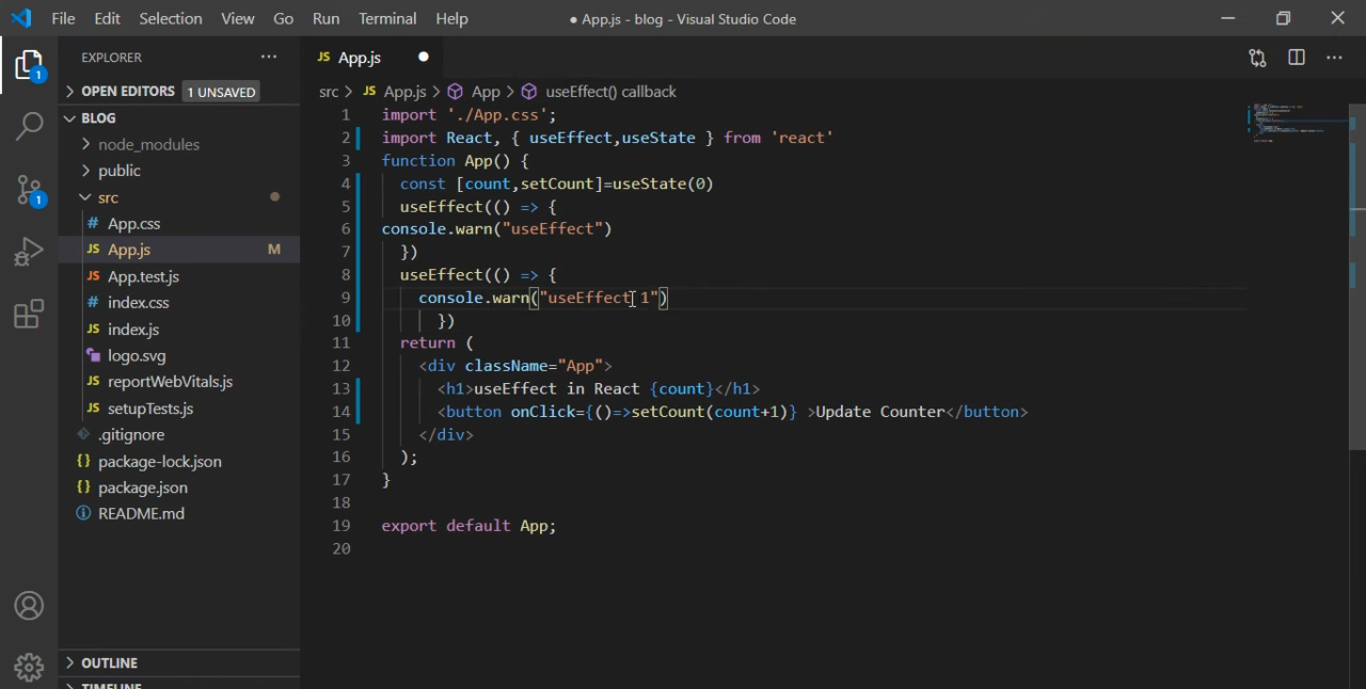 File Edit Selection View Go Run Terminal Help
● App.js - blog - Visual Studio Code
EXPLORER
OPEN EDITORS 1 UNSAVED
BLOG
node_modules
public
src
# App.css
JS App.js M
JS App.test.js
# index.css
JS index.js
logo.svg
JS reportWebVitals.js
JS setupTests.js
.gitignore
{} package-lock.json
{} package.json
README.md
OUTLINE
TIMELINE
1
1
JS App.js ●
src > JS App.js > App > useEffect() callback
1 import './App.css';
2 import React, { useEffect,useState } from 'react'
3 function App() {
4 const [count,setCount]=useState(0)
5 useEffect(() => {
6 console.warn("useEffect")
7 })
8 useEffect(() => {
9 console.warn("useEffect 1")
10 })
11 return (
12 <div className="App">
13 <h1>useEffect in React {count}</h1>
14 <button onClick={()=>setCount(count+1)} >Update Counter</button>
15 </div>
16 );
17 }
18
19 export default App;
20